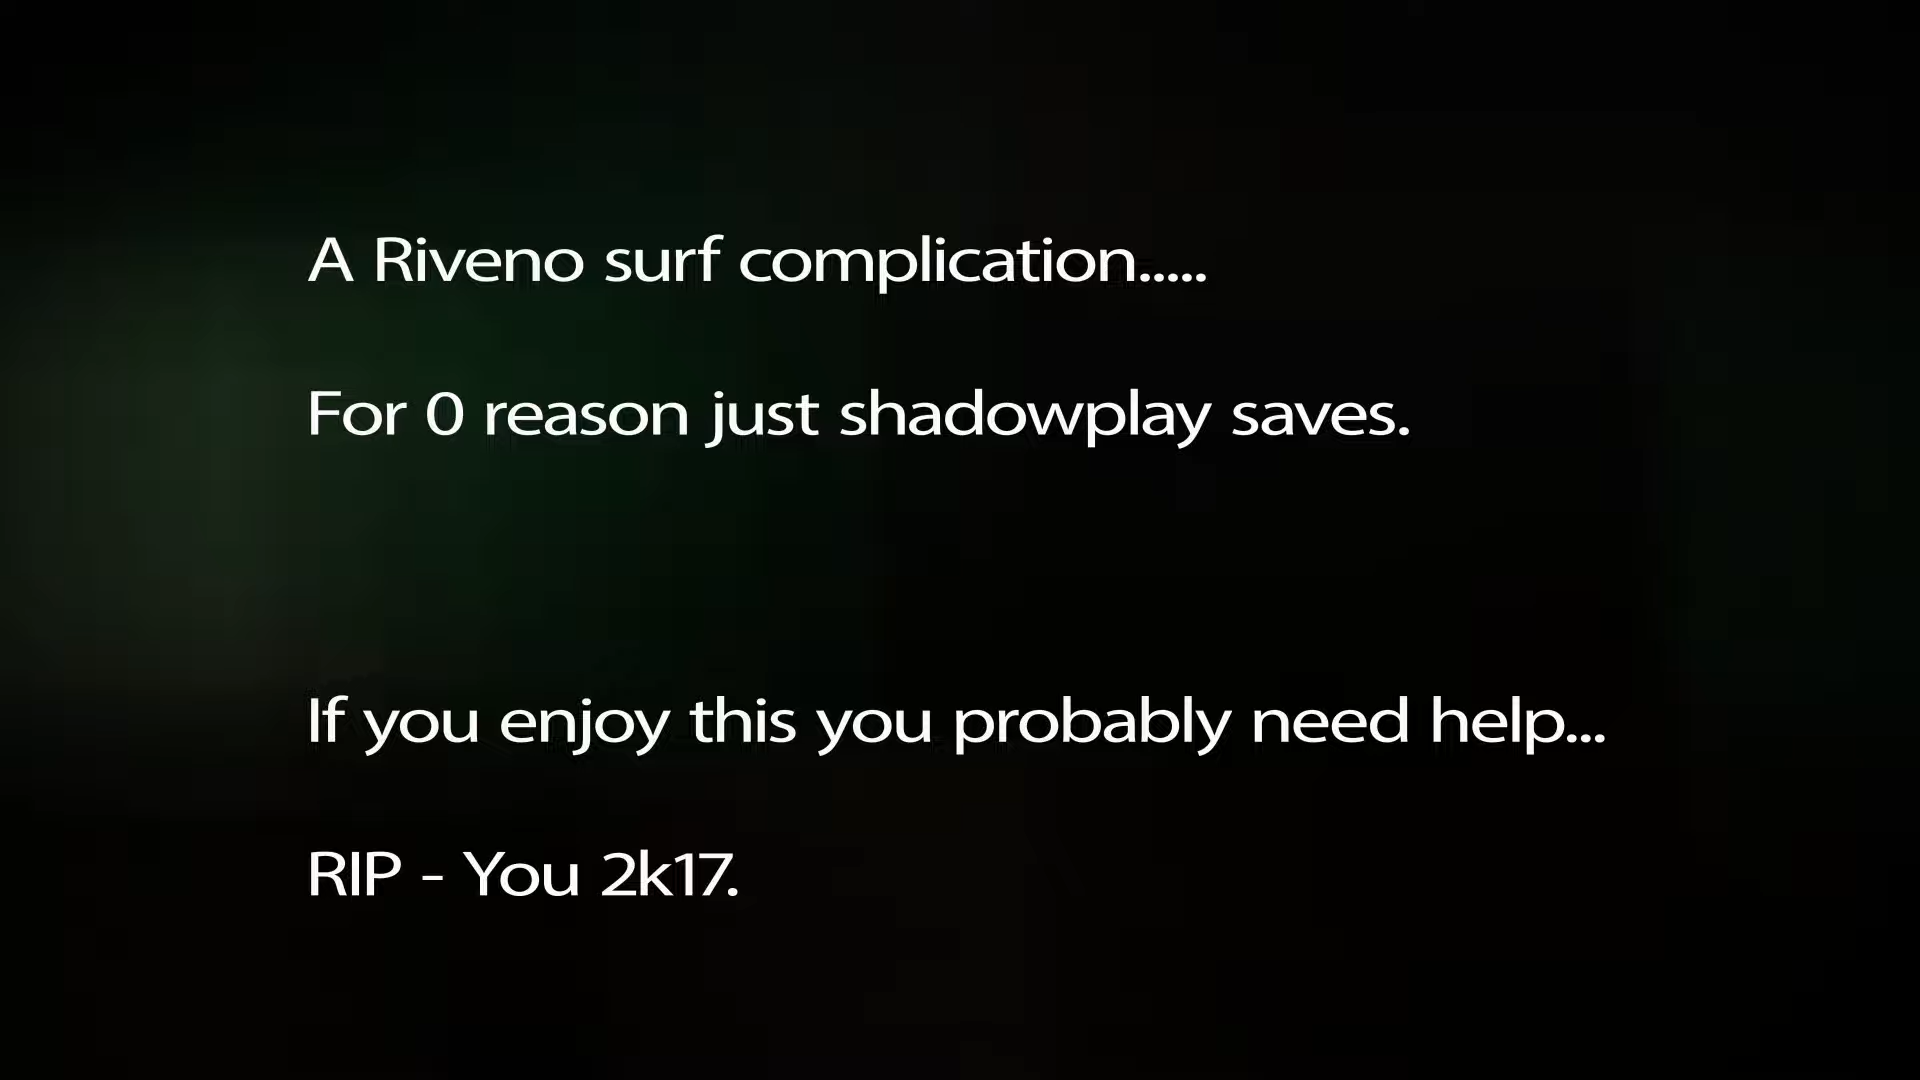 A Riveno surf complication.....
For 0 reason just shadowplay saves.
If you enjoy this you probably need help...
RIP - You 2k17.